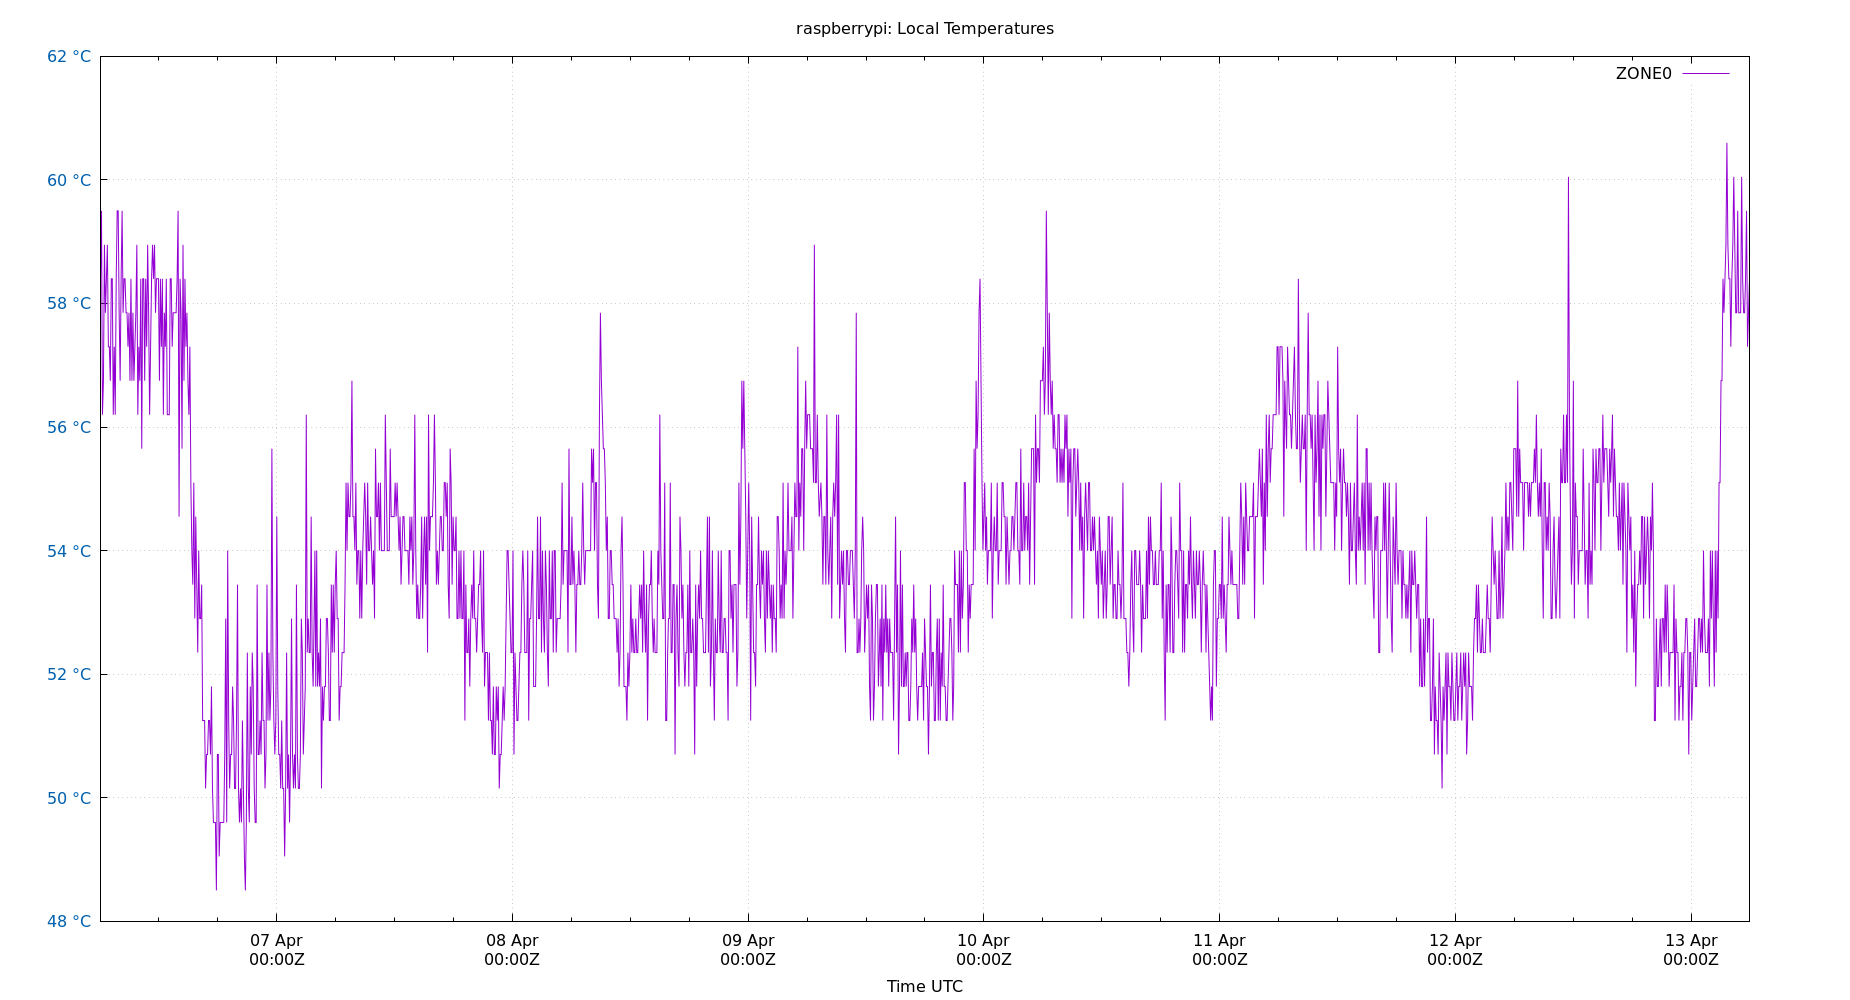 raspberrypi: Local Temperatures
62 °C
ZONE0
60 °C
58 °C
56 °C
54 °C
52 °C
50 °C
48 °C
07 Apr 08 Apr 09 Apr 10 Apr 11 Apr 12 Apr 13 Apr
00:00Z 00:00Z 00:00Z 00:00Z 00:00Z 00:00Z 00:00Z
Time UTC